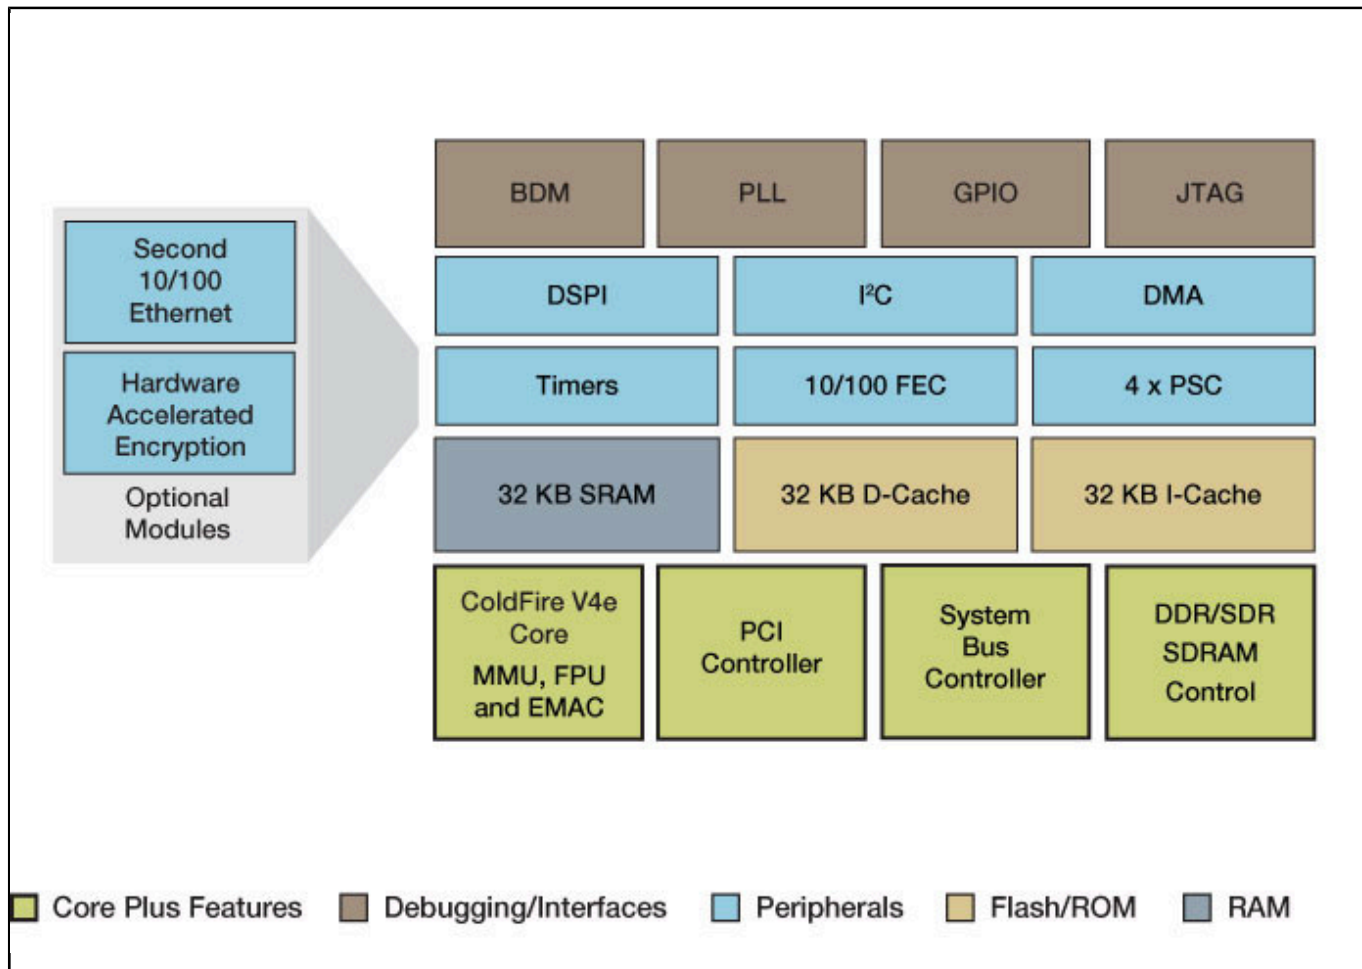 BDM
PLL
GPIO
JTAG
Second
10/100
Ethernet
DSPI
I²C
DMA
Hardware
Accelerated
Encryption
Timers
10/100 FEC
4 x PSC
Optional
Modules
32 KB SRAM
32 KB D-Cache
32 KB I-Cache
ColdFire V4e
Core
MMU, FPU
and EMAC
PCI
Controller
System
Bus
Controller
DDR/SDR
SDRAM
Control
Core Plus Features
Debugging/Interfaces
Peripherals
Flash/ROM
RAM